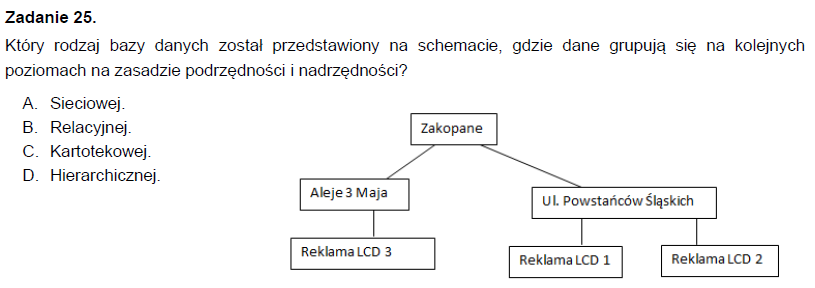 Zadanie 25.
Który rodzaj bazy danych został przedstawiony na schemacie, gdzie dane grupują się na kolejnych
poziomach na zasadzie podrzędności i nadrzędności?
A. Sieciowej.
B. Relacyjnej.
C. Kartotekowej.
D. Hierarchicznej.
Zakopane
Aleje 3 Maja
Ul. Powstańców Śląskich
Reklama LCD 3
Reklama LCD 1
Reklama LCD 2